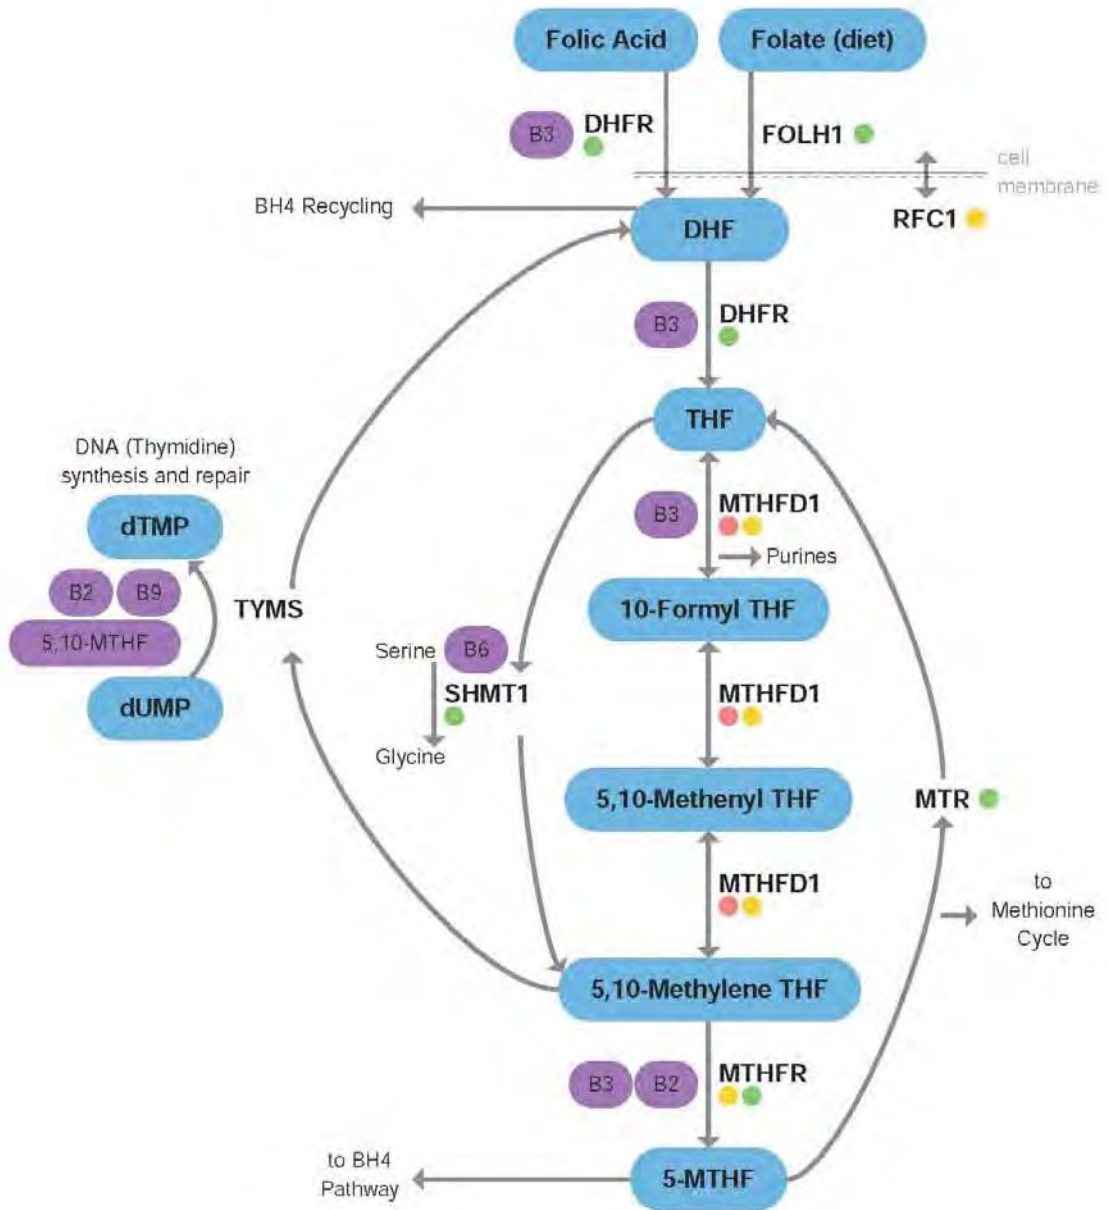 Folic Acid
Folate (diet)
B3
DHFR
FOLH1
cell
membrane
RFC1
BH4 Recycling
DHF
B3
DHFR
THF
DNA (Thymidine)
synthesis and repair
dTMP
B3
MTHFD1
Purines
B2
B9
TYMS
10-Formyl THF
5,10-MTHF
Serine
B6
SHMT1
MTHFD1
dUMP
Glycine
5,10-Methenyl THF
MTR
MTHFD1
to
Methionine
Cycle
5,10-Methylene THF
B3
B2
MTHFR
to BH4
Pathway
5-MTHF